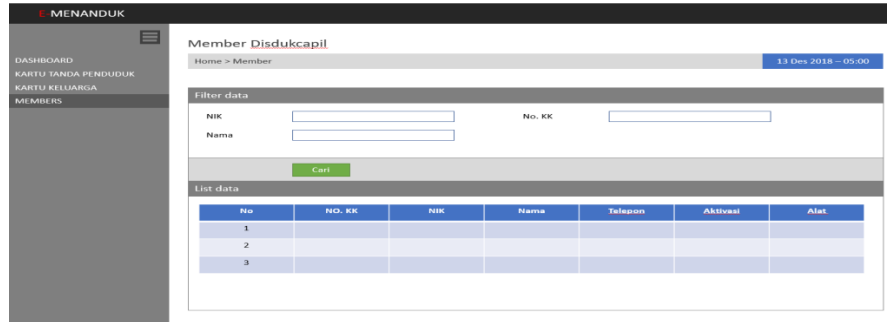 E-MENANDUK
DASHBOARD
KARTU TANDA PENDUDUK
KARTU KELUARGA
MEMBERS
Member Disdukcapil
Home > Member
13 Des 2018 – 05:00
Filter data
NIK
No. KK
Nama
Cari
List data
No NO. KK NIK Nama Telepon Aktivasi Alat
1
2
3